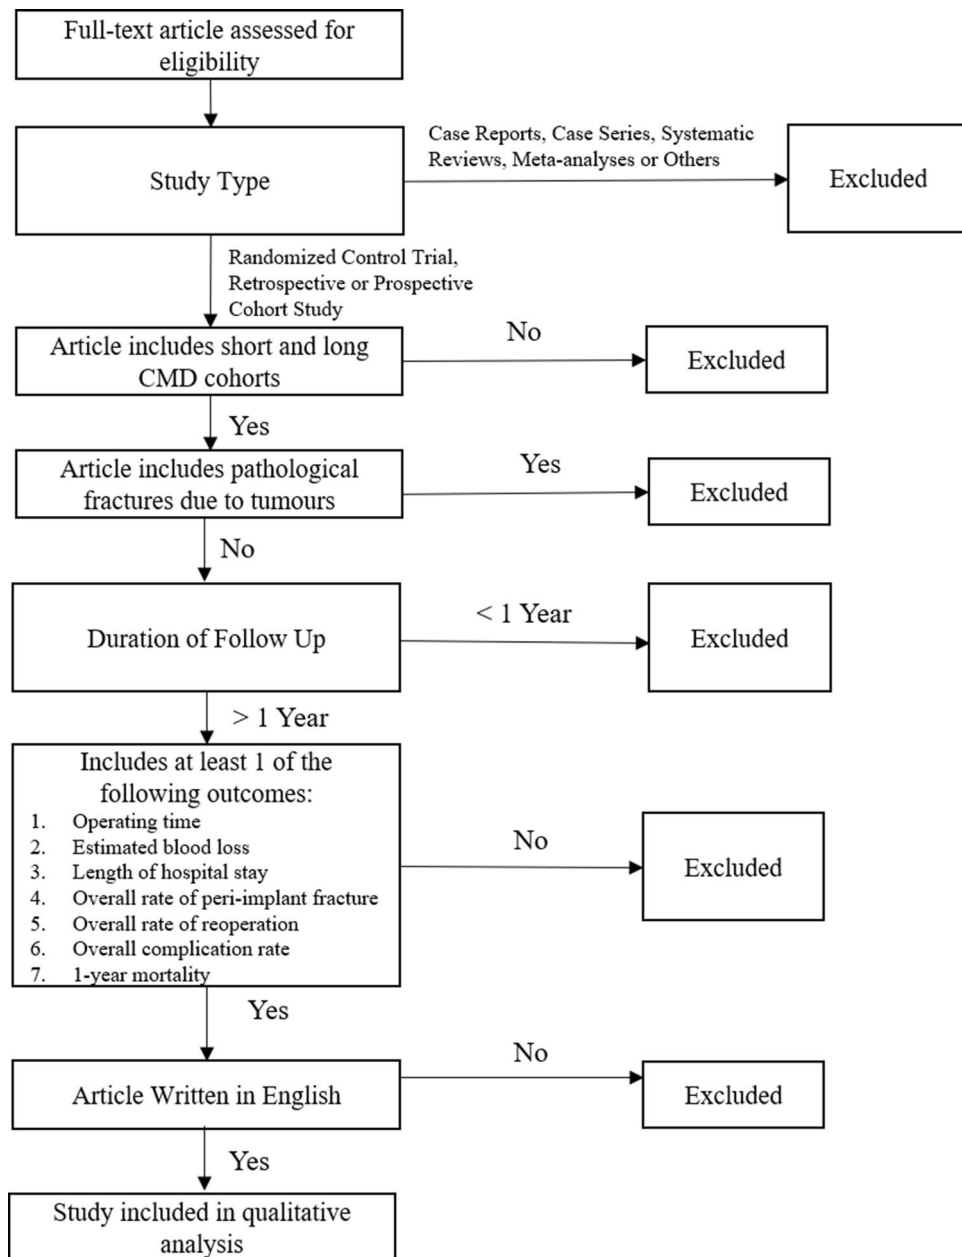 Full-text article assessed for
eligibility
Study Type
Case Reports, Case Series, Systematic
Reviews, Meta-analyses or Others
Excluded
Randomized Control Trial,
Retrospective or Prospective
Cohort Study
Article includes short and long
CMD cohorts
No
Excluded
Yes
Article includes pathological
fractures due to tumours
Yes
Excluded
No
Duration of Follow Up
< 1 Year
Excluded
> 1 Year
Includes at least 1 of the
following outcomes:
1. Operating time
2. Estimated blood loss
3. Length of hospital stay
4. Overall rate of peri-implant fracture
5. Overall rate of reoperation
6. Overall complication rate
7. 1-year mortality
No
Excluded
Yes
Article Written in English
No
Excluded
Yes
Study included in qualitative
analysis